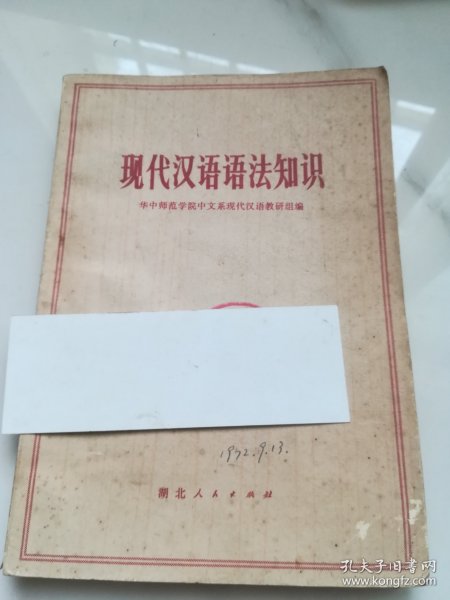 现代汉语语法知识
华中师范学院中文系现代汉语教研组编
1972.9.13.
湖北人民出版社
孔夫子旧书网
www.kongfz.com